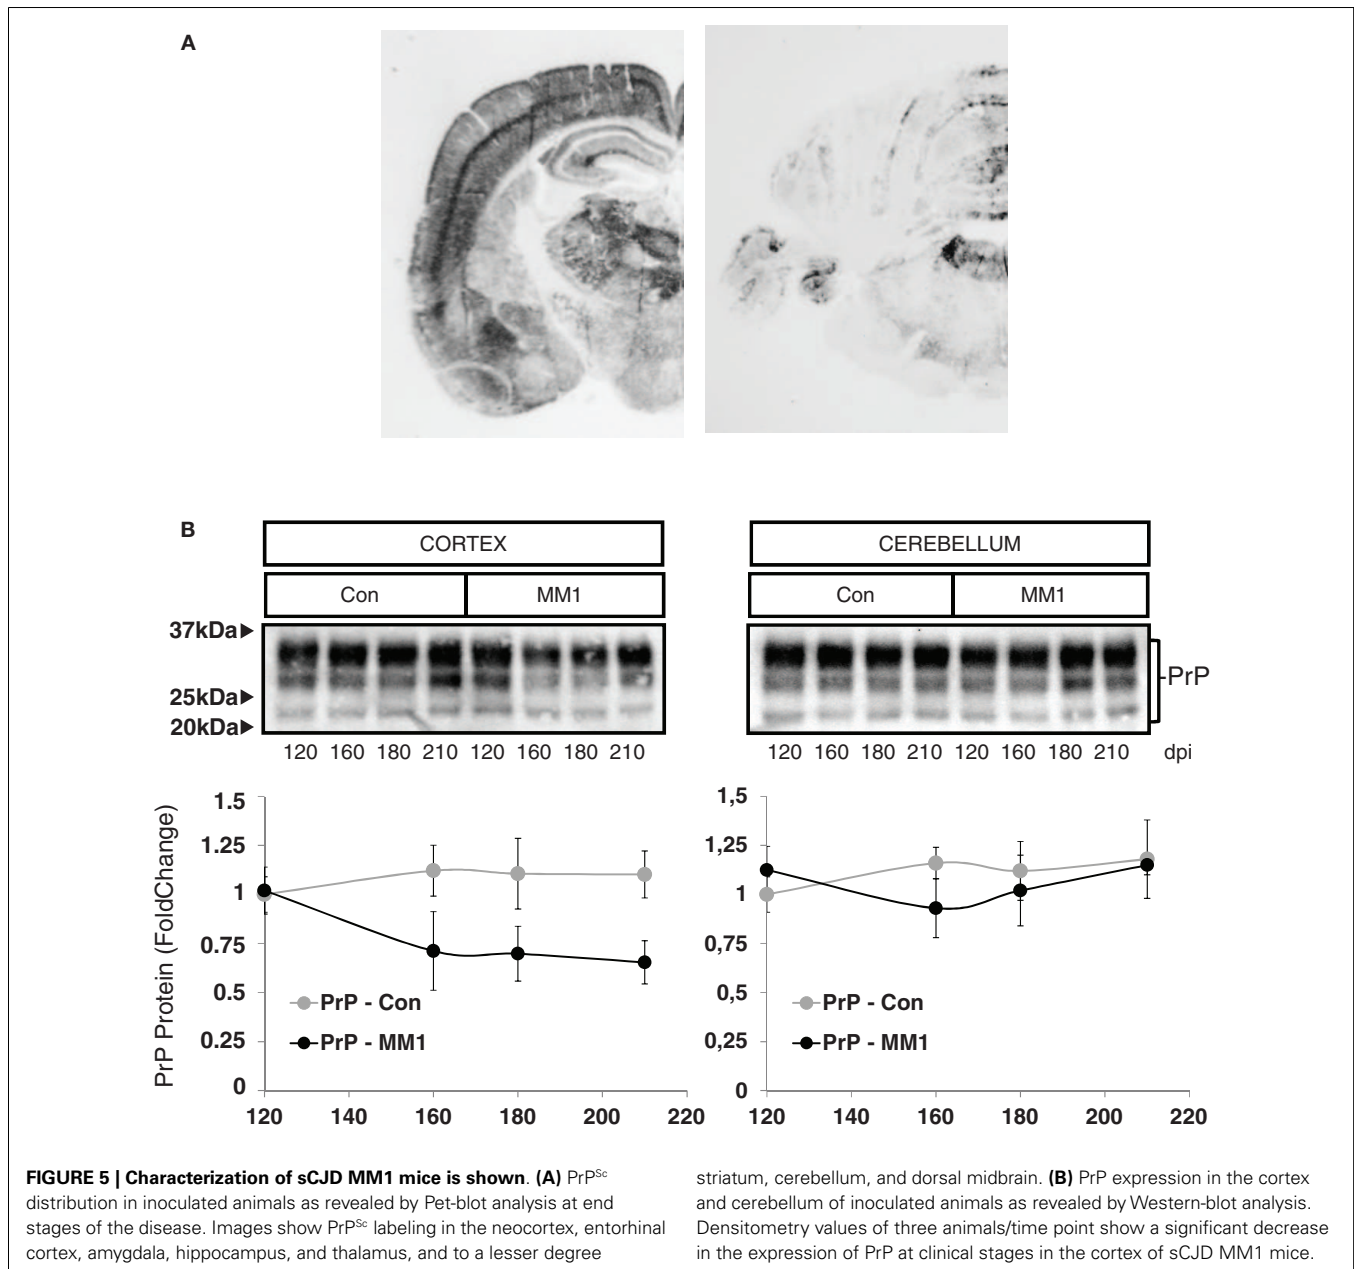 A
B
CORTEX
CEREBELLUM
Con
MM1
Con
MM1
37kDa
25kDa
20kDa
PrP
120 160 180 210 120 160 180 210
120 160 180 210 120 160 180 210 dpi
PrP Protein (FoldChange)
1.5
1.25
1
0.75
0.5
0.25
0
PrP - Con
PrP - MM1
120 140 160 180 200 220
1,5
1,25
1
0,75
0,5
0,25
0
PrP - Con
PrP - MM1
120 140 160 180 200 220
FIGURE 5 | Characterization of sCJD MM1 mice is shown. (A) PrPSc
distribution in inoculated animals as revealed by Pet-blot analysis at end
stages of the disease. Images show PrPSc labeling in the neocortex, entorhinal
cortex, amygdala, hippocampus, and thalamus, and to a lesser degree
striatum, cerebellum, and dorsal midbrain. (B) PrP expression in the cortex
and cerebellum of inoculated animals as revealed by Western-blot analysis.
Densitometry values of three animals/time point show a significant decrease
in the expression of PrP at clinical stages in the cortex of sCJD MM1 mice.